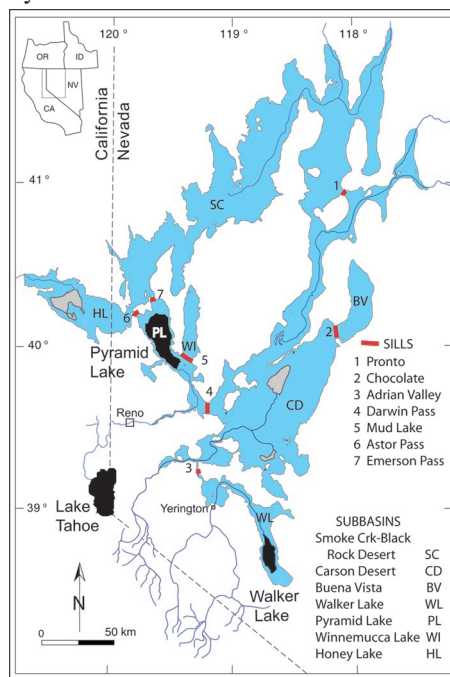 120 °
119 °
118 °
OR
ID
NV
CA
California
Nevada
41 °
1
SC
7
HL
6
PL
WI
5
BV
2
40 °
Pyramid
Lake
SILLS
1 Pronto
2 Chocolate
3 Adrian Valley
4 Darwin Pass
5 Mud Lake
6 Astor Pass
7 Emerson Pass
4
CD
Reno
3
39 °
Yerington
Lake
Tahoe
WL
Walker
Lake
SUBBASINS
Smoke Crk-Black
Rock Desert SC
Carson Desert CD
Buena Vista BV
Walker Lake WL
Pyramid Lake PL
Winnemucca Lake WI
Honey Lake HL
N
0 50 km